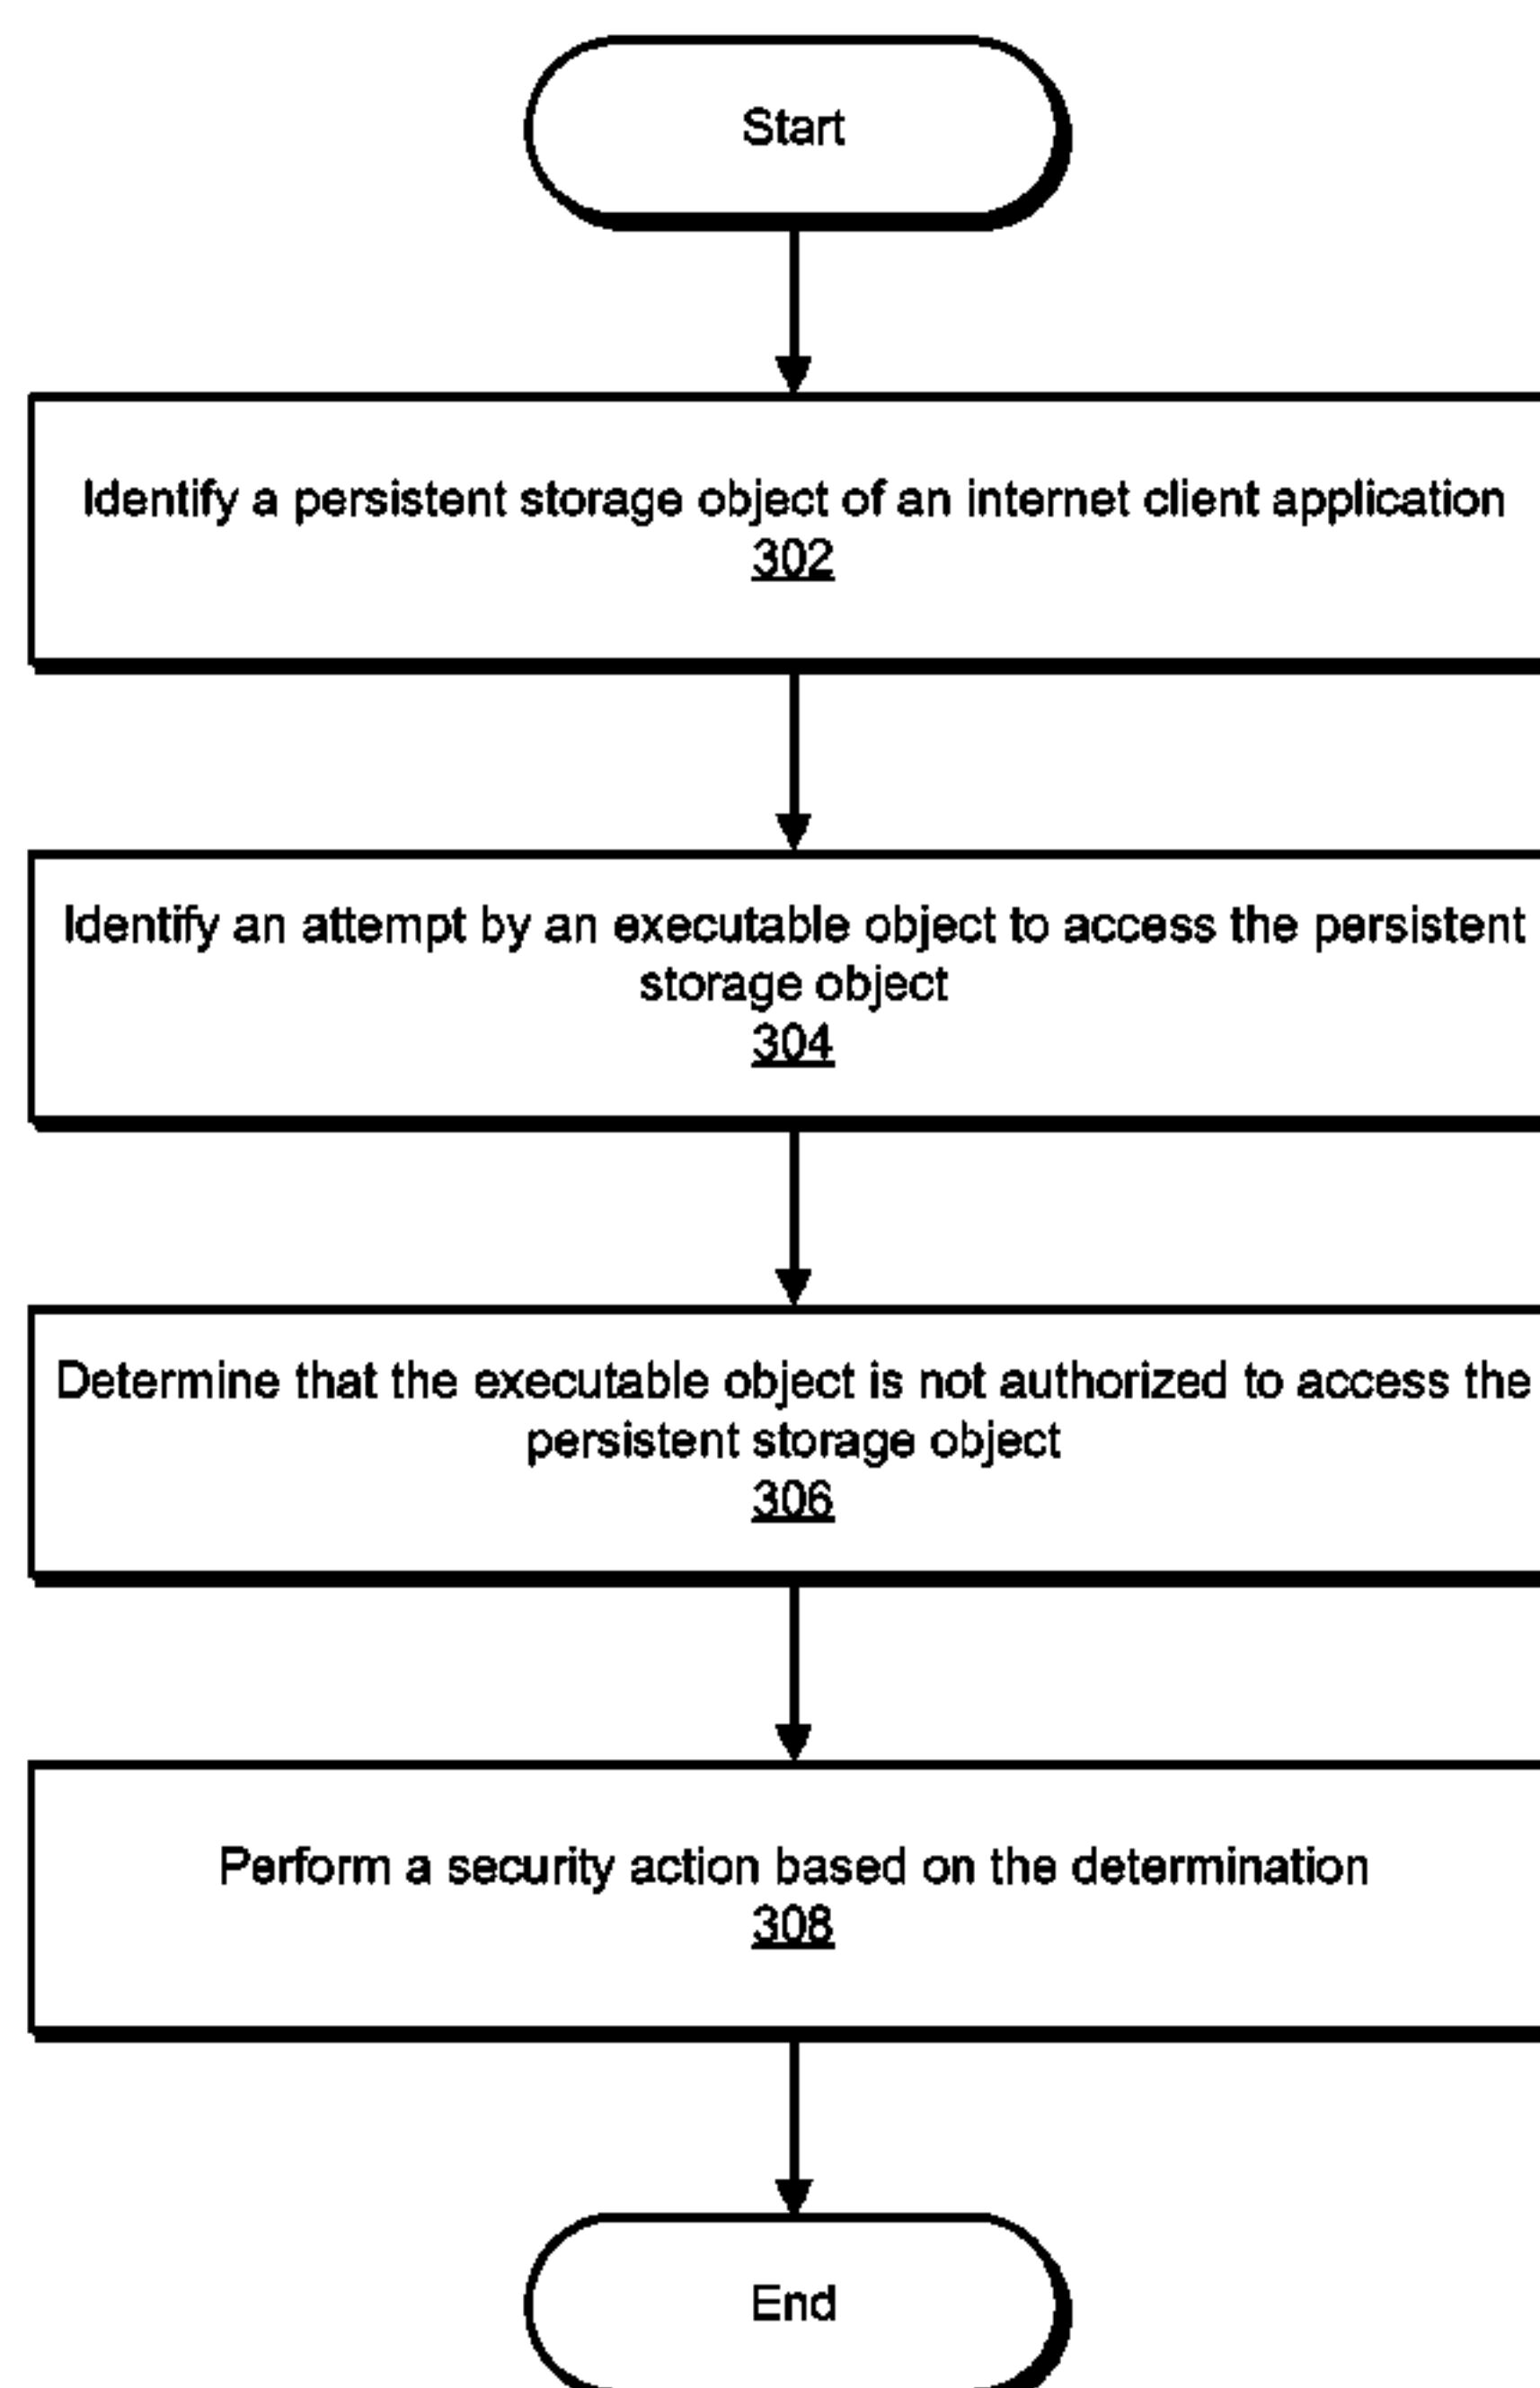 Start
Identify a persistent storage object of an internet client application
302
Identify an attempt by an executable object to access the persistent
storage object
304
Determine that the executable object is not authorized to access the
persistent storage object
306
Perform a security action based on the determination
308
End